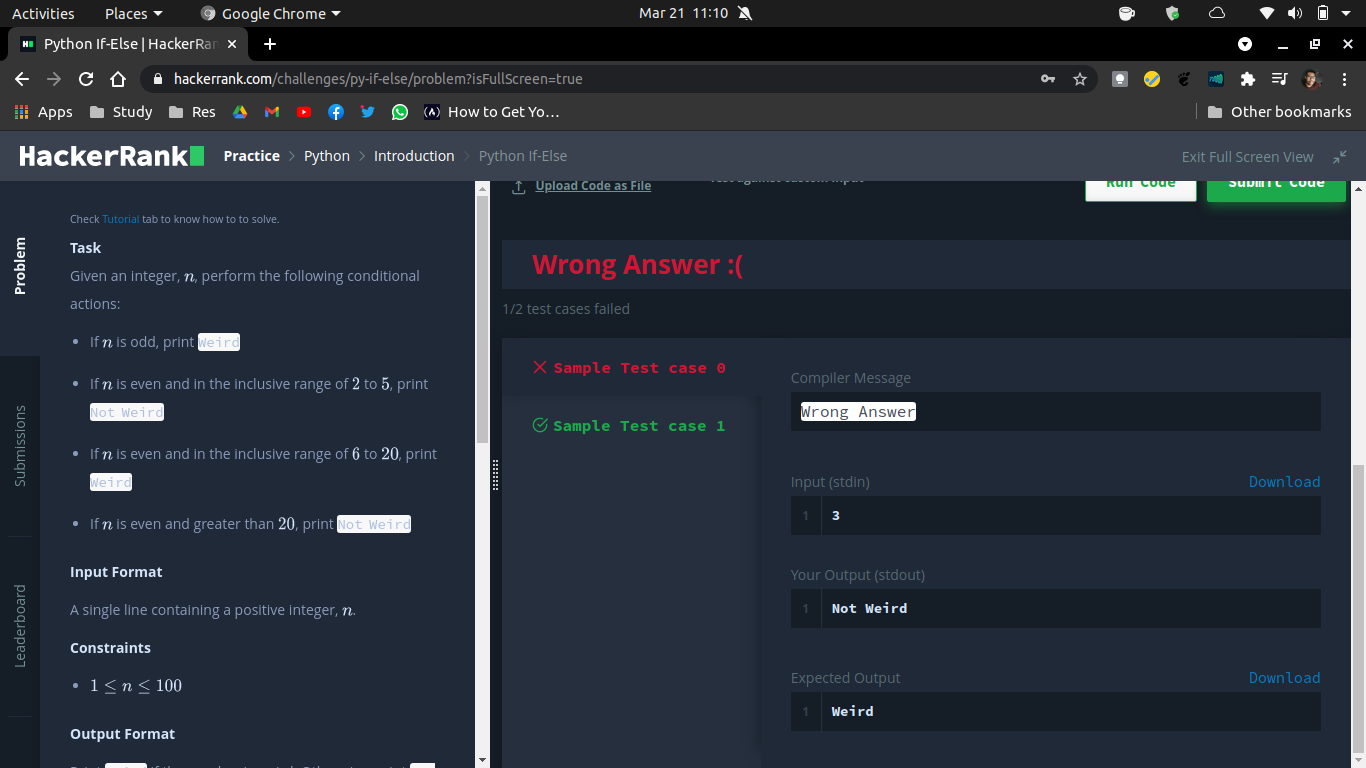 Activities Places Google Chrome Mar 21 11:10
Python If-Else | HackerRan
hackerrank.com/challenges/py-if-else/problem?isFullScreen=true
Apps Study Res How to Get Yo… Other bookmarks
HackerRank Practice Python Introduction Python If-Else Exit Full Screen View
Problem
Submissions
Leaderboard
Check Tutorial tab to know how to to solve.
Task
Given an integer, n, perform the following conditional
actions:
If n is odd, print Weird
If n is even and in the inclusive range of 2 to 5, print
Not Weird
If n is even and in the inclusive range of 6 to 20, print
Weird
If n is even and greater than 20, print Not Weird
Input Format
A single line containing a positive integer, n.
Constraints
1 ≤ n ≤ 100
Output Format
Upload Code as File Run Code Submit Code
Wrong Answer :(
1/2 test cases failed
Sample Test case 0
Sample Test case 1
Compiler Message
Wrong Answer
Input (stdin) Download
1 3
Your Output (stdout)
1 Not Weird
Expected Output Download
1 Weird